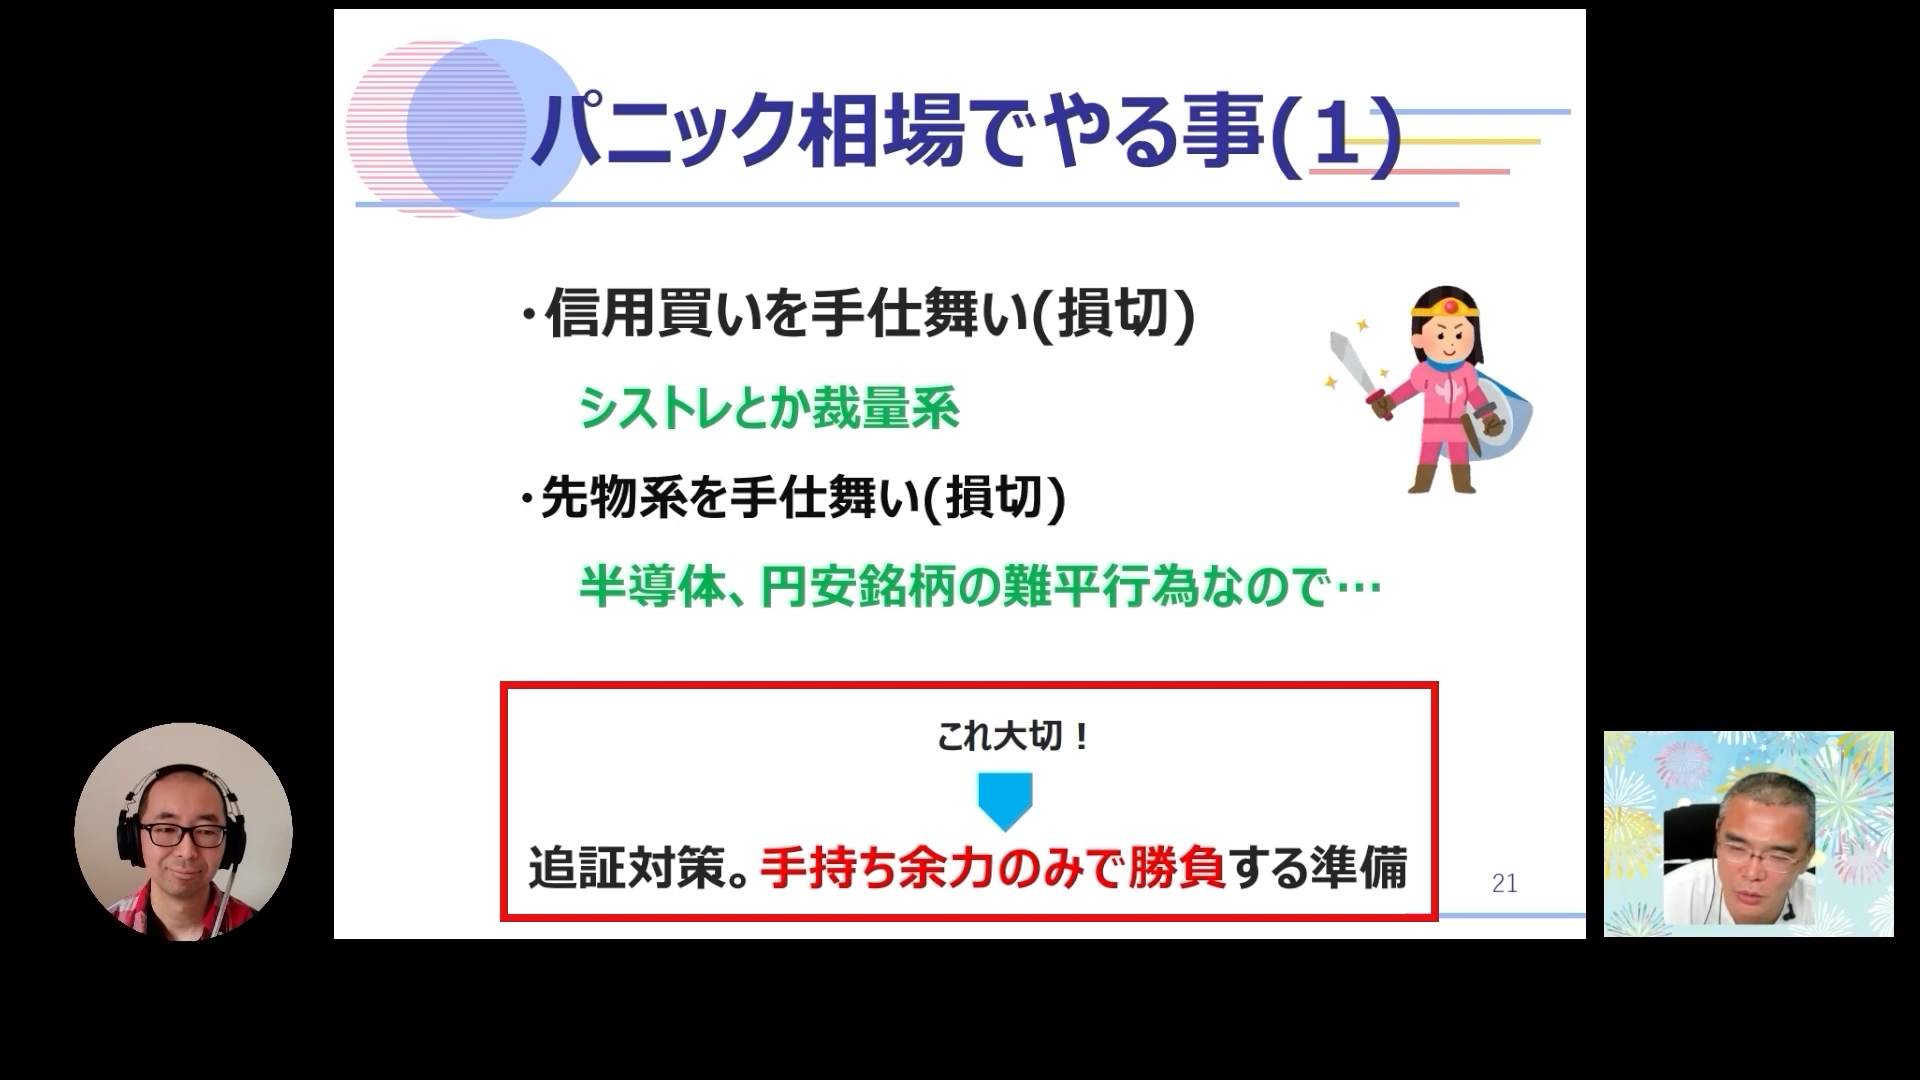 パニック相場でやる事(1)
・信用買いを手仕舞い(損切)
シストレとか裁量系
・先物系を手仕舞い(損切)
半導体、円安銘柄の難平行為なので…
これ大切！
追証対策。手持ち余力のみで勝負する準備
21